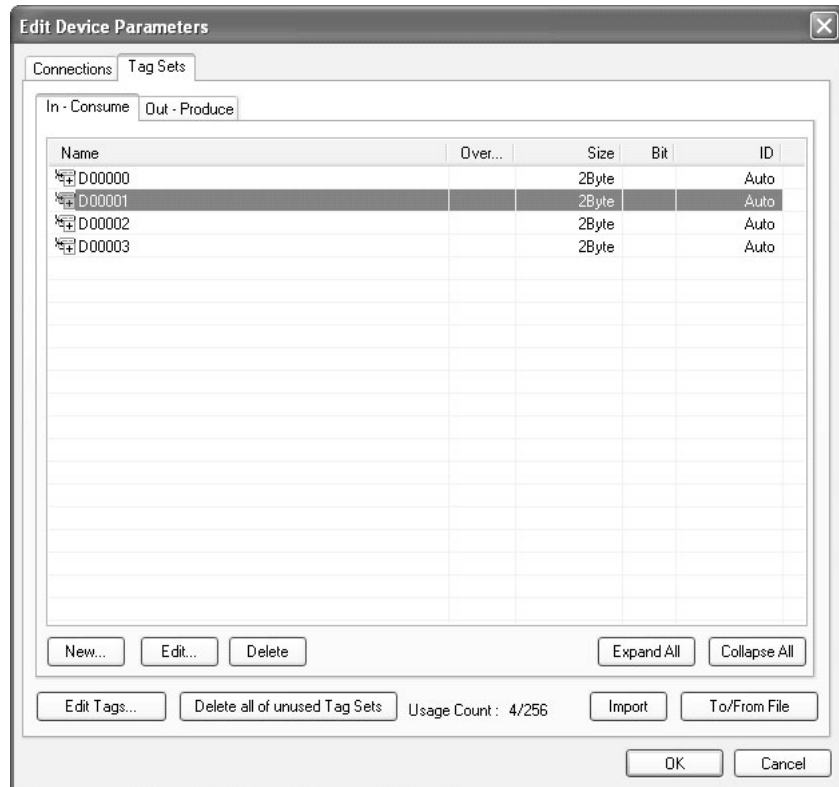 Edit Device Parameters
Connections Tag Sets
In - Consume Out - Produce
Name Over... Size Bit ID
D00000 2Byte Auto
D00001 2Byte Auto
D00002 2Byte Auto
D00003 2Byte Auto
New... Edit... Delete Expand All Collapse All
Edit Tags... Delete all of unused Tag Sets Usage Count : 4/256 Import To/From File
OK Cancel